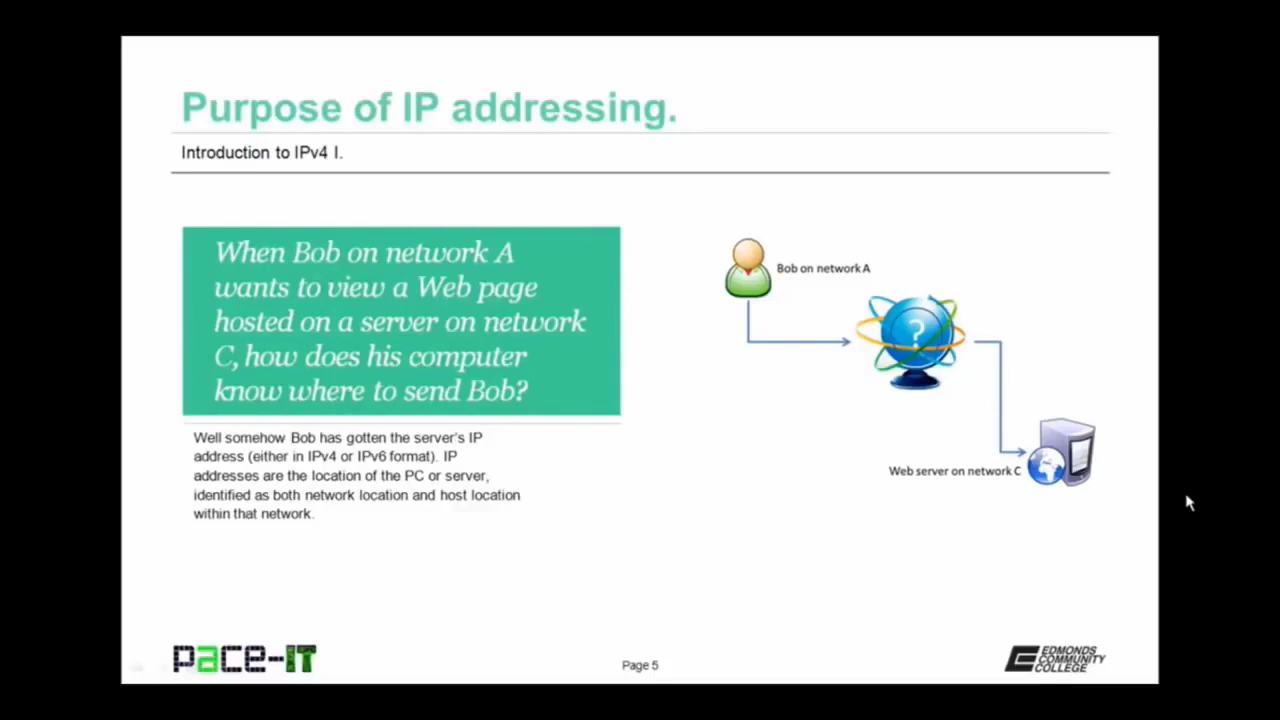 Purpose of IP addressing.
Introduction to IPv4 I.
When Bob on network A
wants to view a Web page
hosted on a server on network
C, how does his computer
know where to send Bob?
Well somehow Bob has gotten the server's IP
address (either in IPv4 or IPv6 format). IP
addresses are the location of the PC or server,
identified as both network location and host location
within that network.
Bob on network A
?
Web server on network C
pace-IT
Page 5
EDMONDS
COMMUNITY
COLLEGE